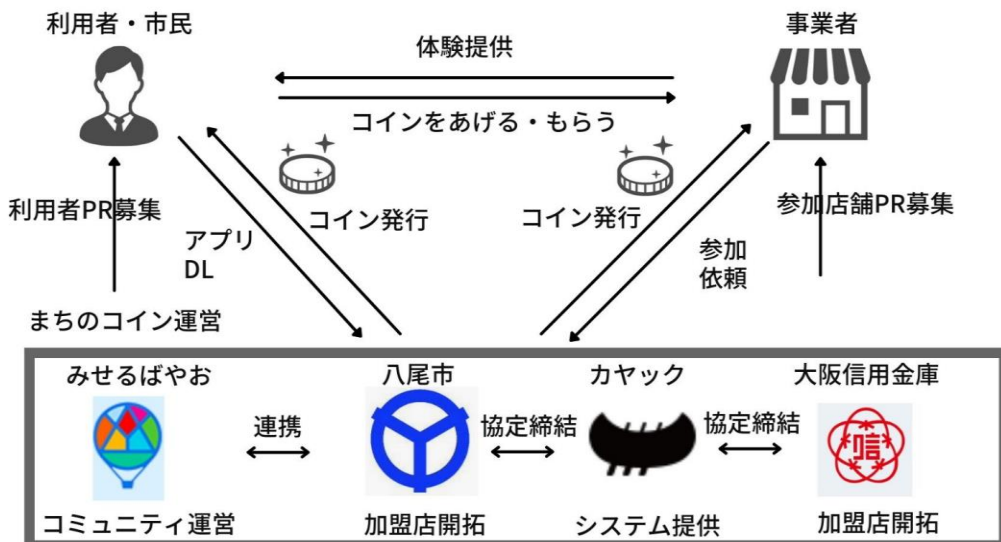 利用者・市民
事業者
体験提供
コインをあげる・もらう
利用者PR募集
コイン発行
コイン発行
参加店舗PR募集
アプリ
DL
参加
依頼
まちのコイン運営
みせるばやお
八尾市
カヤック
大阪信用金庫
連携
協定締結
協定締結
信
コミュニティ運営
加盟店開拓
システム提供
加盟店開拓